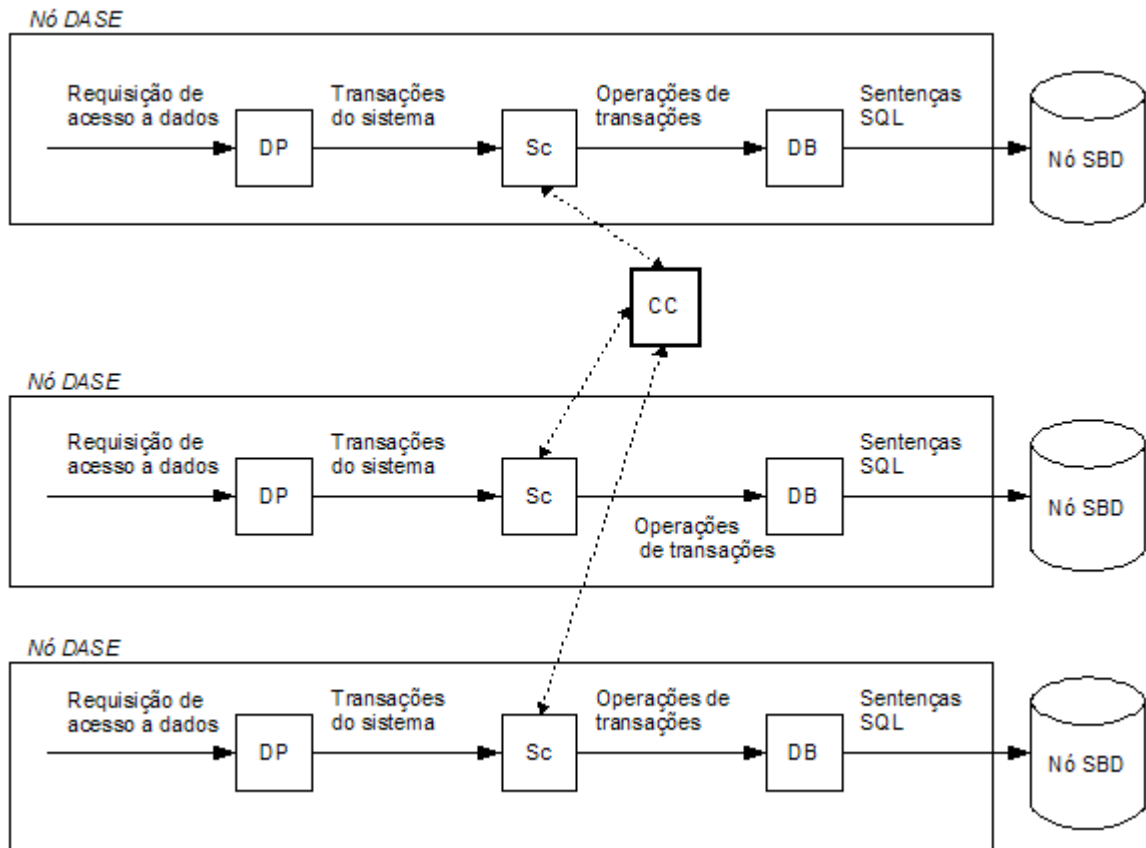 Nó DASE
Requisição de
acesso a dados
Transações
do sistema
Operações de
transações
Sentenças
SQL
DP
Sc
DB
Nó SBD
CC
Nó DASE
Requisição de
acesso a dados
Transações
do sistema
Sentenças
SQL
DP
Sc
DB
Nó SBD
Operações
de transações
Nó DASE
Requisição de
acesso a dados
Transações
do sistema
Operações de
transações
Sentenças
SQL
DP
Sc
DB
Nó SBD